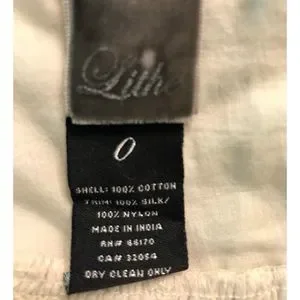 Lithe
0
SHELL: 100% COTTON
TRIM: 100% SILK/
100% NYLON
MADE IN INDIA
RN# 66170
CA# 32054
DRY CLEAN ONLY